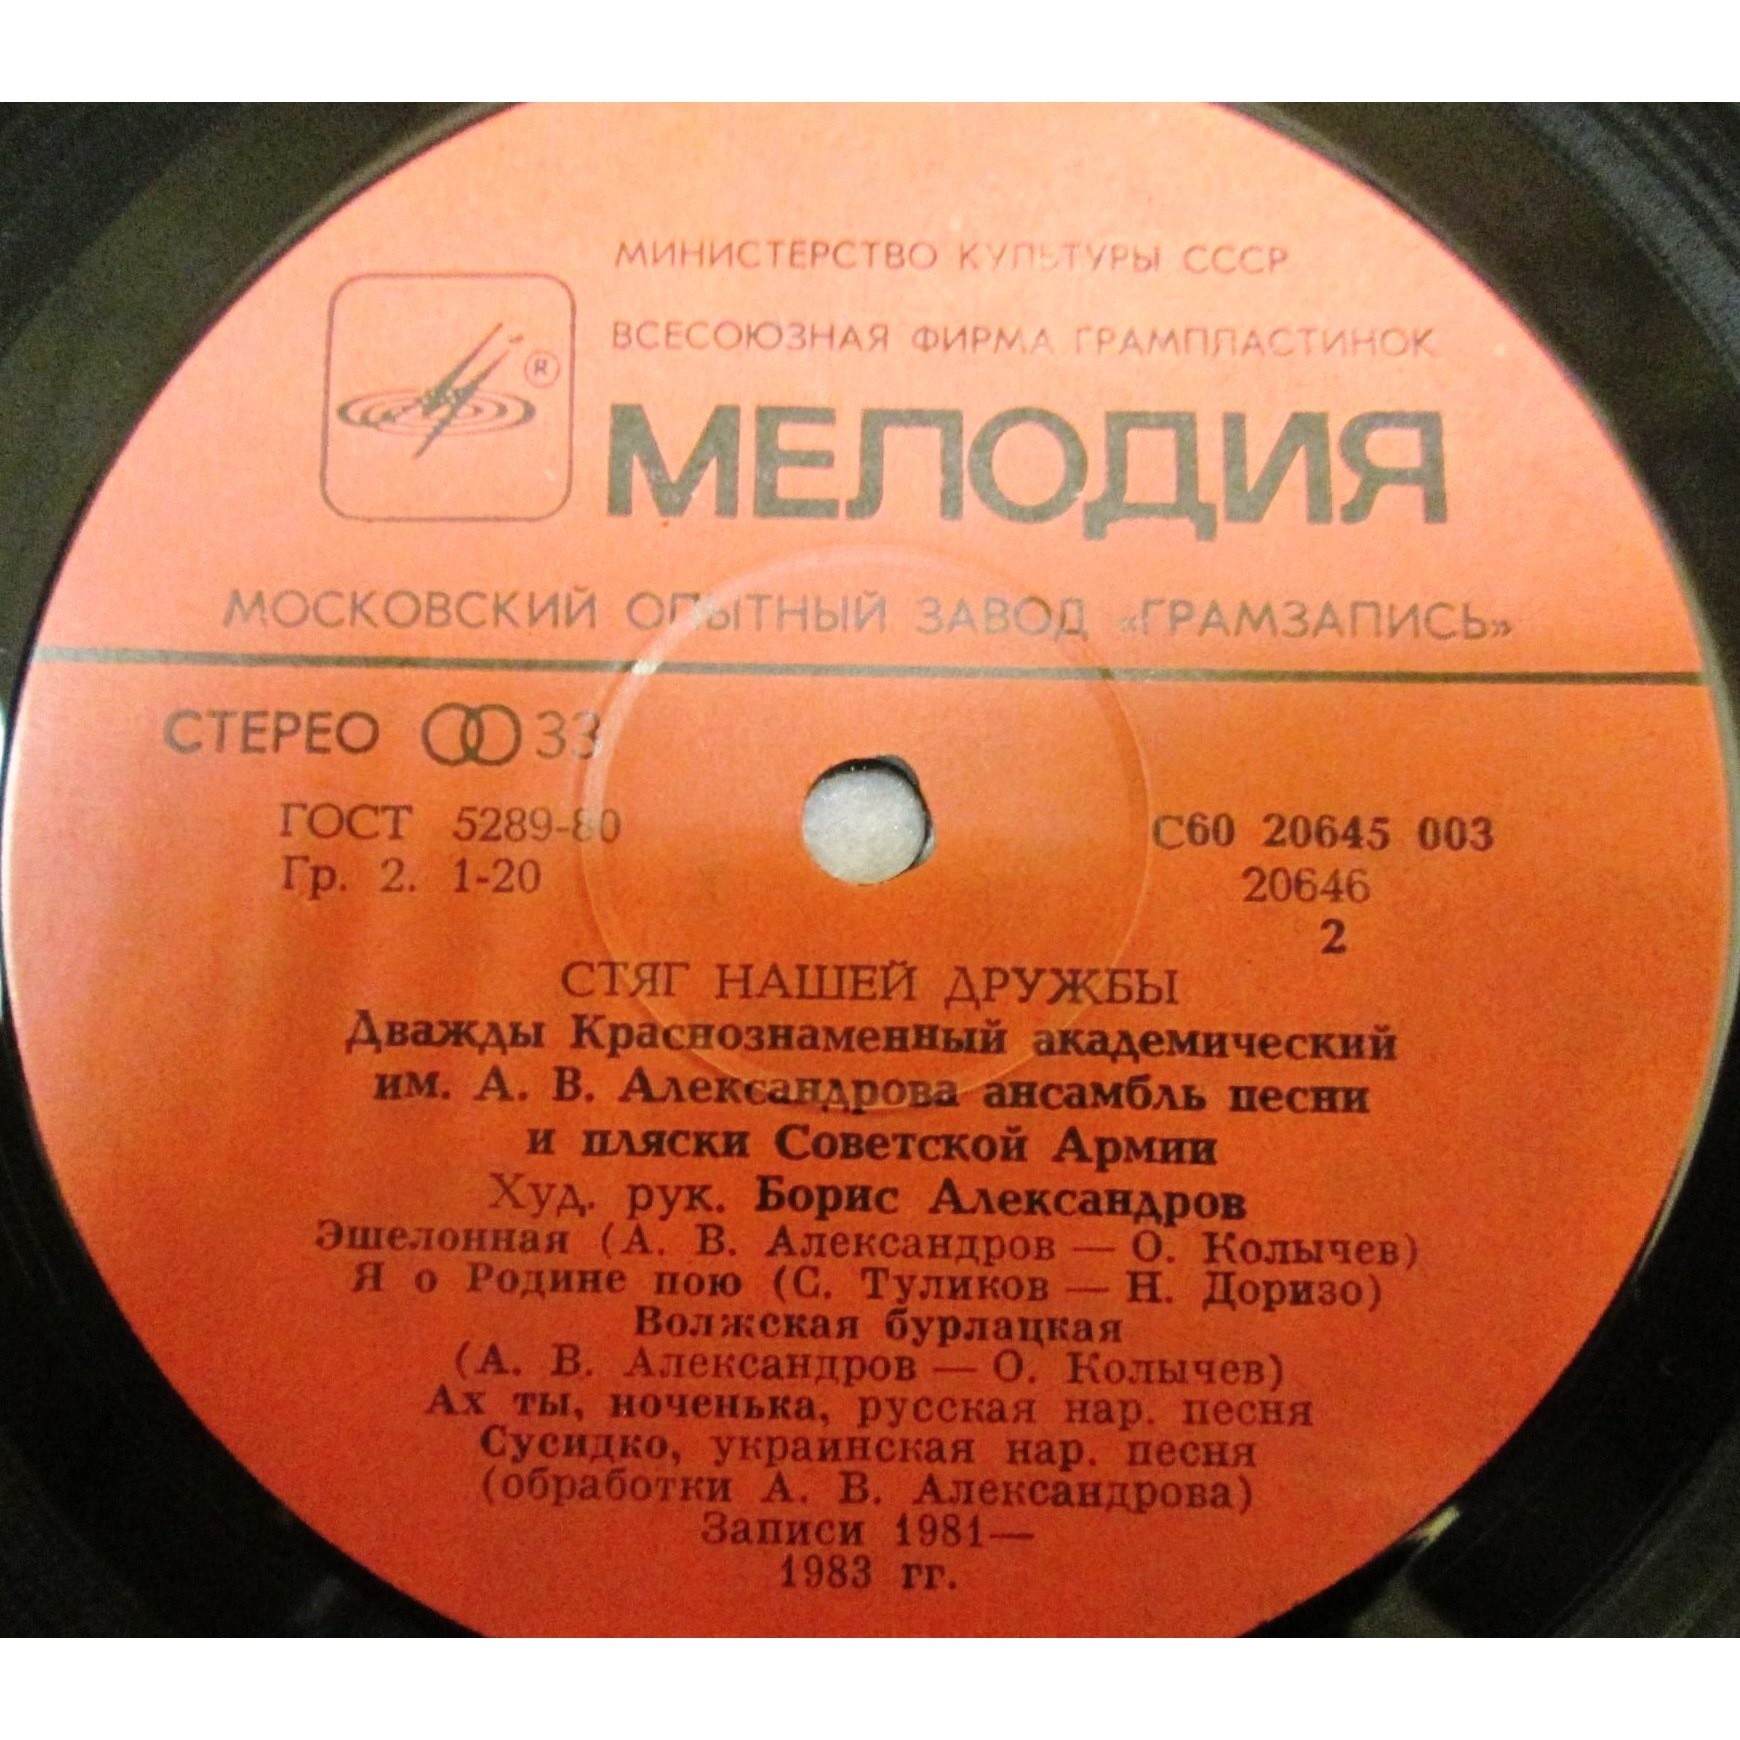 МИНИСТЕРСТВО КУЛЬТУРЫ СССР
ВСЕСОЮЗНАЯ ФИРМА ГРАМПЛАСТИНОК
®
МЕЛОДИЯ
МОСКОВСКИЙ ОПЫТНЫЙ ЗАВОД «ГРАМЗАПИСЬ»
СТЕРЕО 33
ГОСТ 5289-80
Гр. 2. 1-20
С60 20645 003
20646
2
СТЯГ НАШЕЙ ДРУЖБЫ
Дважды Краснознаменный академический
им. А. В. Александрова ансамбль песни
и пляски Советской Армии
Худ. рук. Борис Александров
Эшелонная (А. В. Александров — О. Колычев)
Я о Родине пою (С. Туликов — Н. Доризо)
Волжская бурлацкая
(А. В. Александров — О. Колычев)
Ах ты, ноченька, русская нар. песня
Сусидко, украинская нар. песня
(обработки А. В. Александрова)
Записи 1981—
1983 гг.